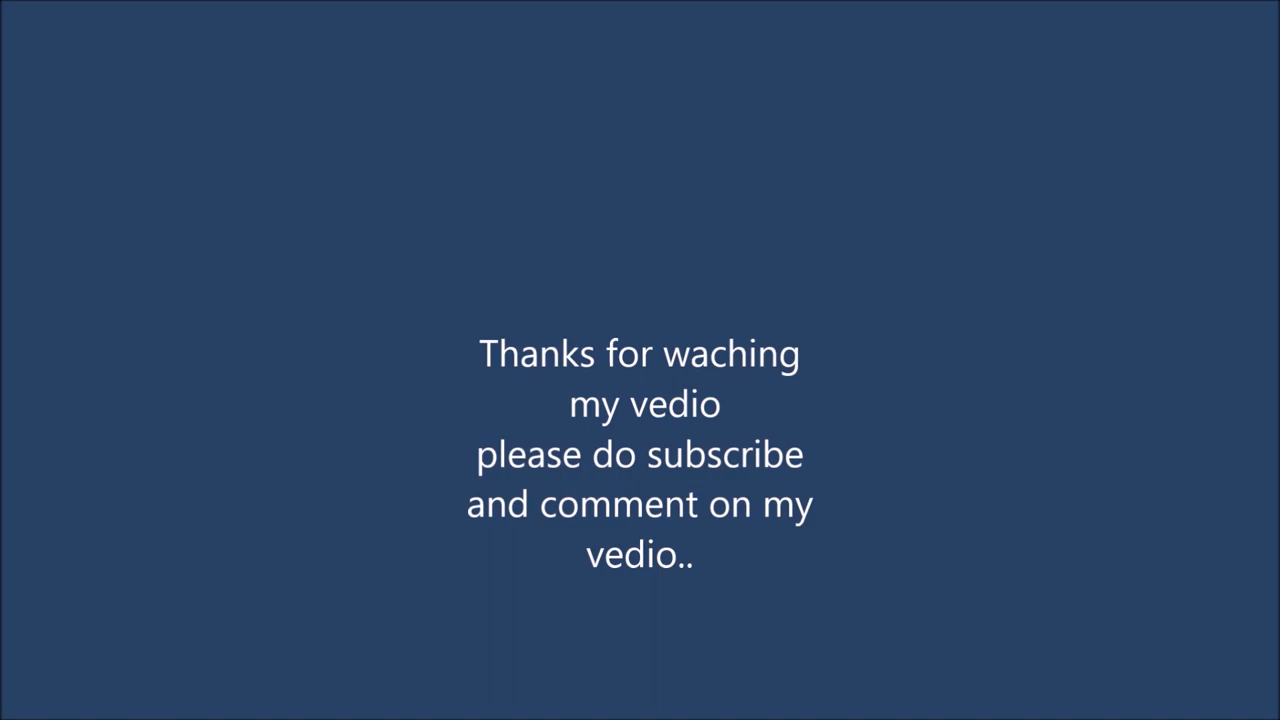 Thanks for waching
my vedio
please do subscribe
and comment on my
vedio..